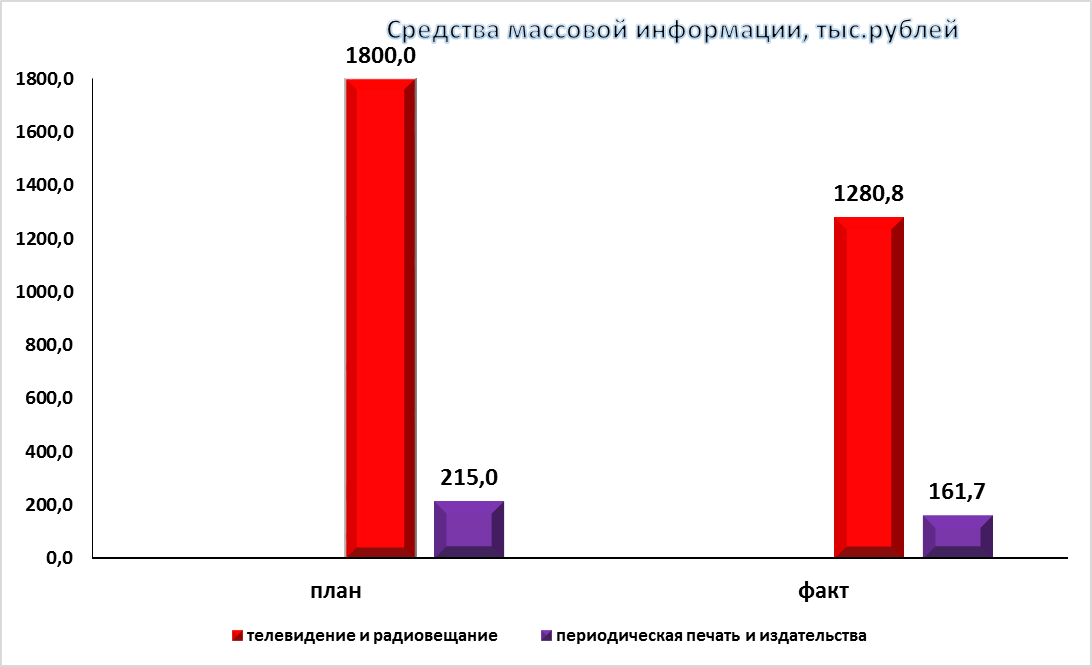 Средства массовой информации, тыс.рублей
1800,0
1800,0
1600,0
1400,0
1280,8
1200,0
1000,0
800,0
600,0
400,0
215,0
161,7
200,0
0,0
план
факт
телевидение и радиовещание
периодическая печать и издательства